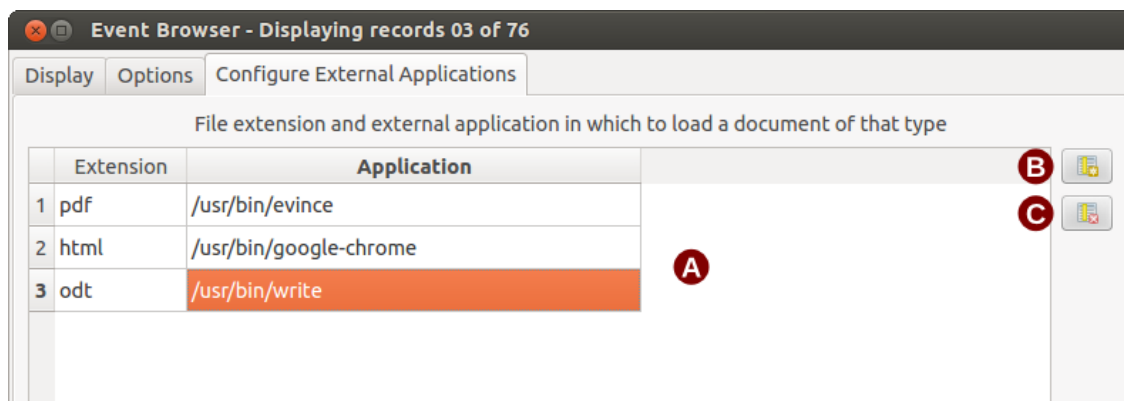 Event Browser - Displaying records 03 of 76
Display Options Configure External Applications
File extension and external application in which to load a document of that type
Extension Application B
1 pdf /usr/bin/evince C
2 html /usr/bin/google-chrome
A
3 odt /usr/bin/write